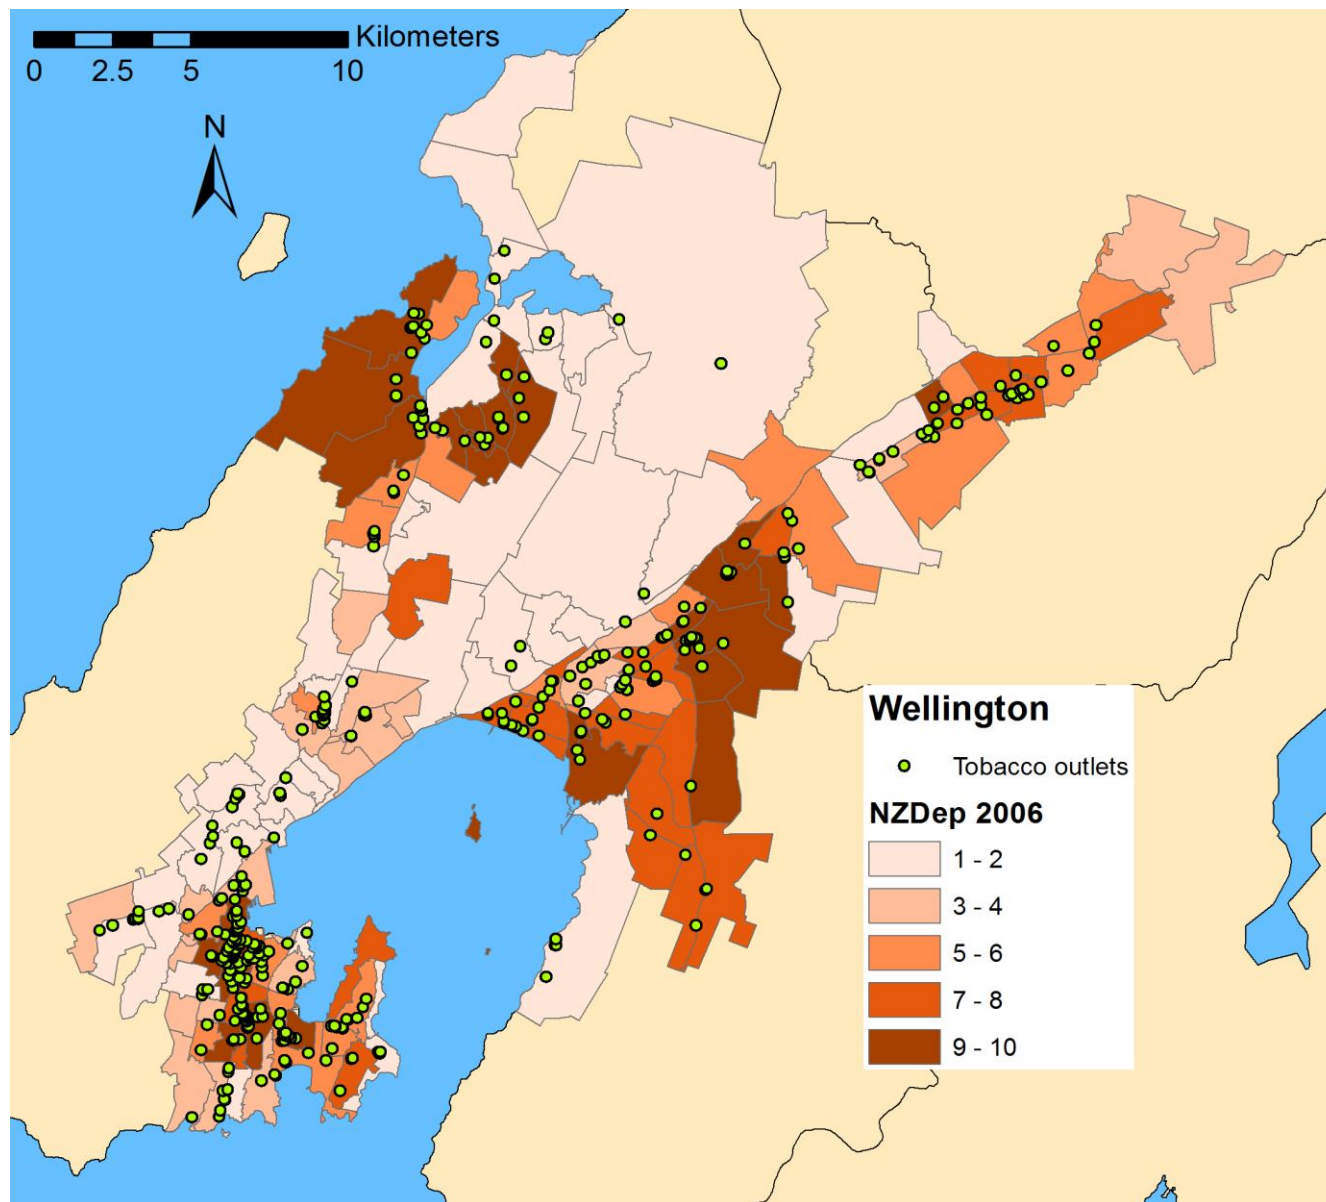 Kilometers
0 2.5 5 10
N
Wellington
Tobacco outlets
NZDep 2006
1 - 2
3 - 4
5 - 6
7 - 8
9 - 10